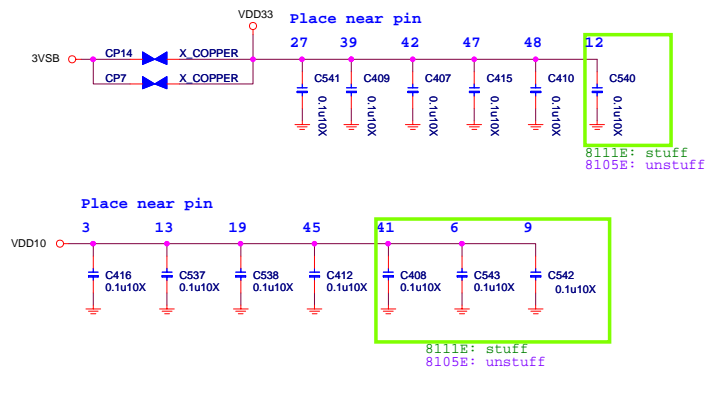 VDD33
Place near pin
27 39 42 47 48 12
3VSB
CP14 X_COPPER
CP7 X_COPPER
C541 C409 C407 C415 C410 C540
0.1u10X 0.1u10X 0.1u10X 0.1u10X 0.1u10X 0.1u10X
8111E: stuff
8105E: unstuff
Place near pin
3 13 19 45 41 6 9
VDD10
C416 C537 C538 C412 C408 C543 C542
0.1u10X 0.1u10X 0.1u10X 0.1u10X 0.1u10X 0.1u10X 0.1u10X
8111E: stuff
8105E: unstuff